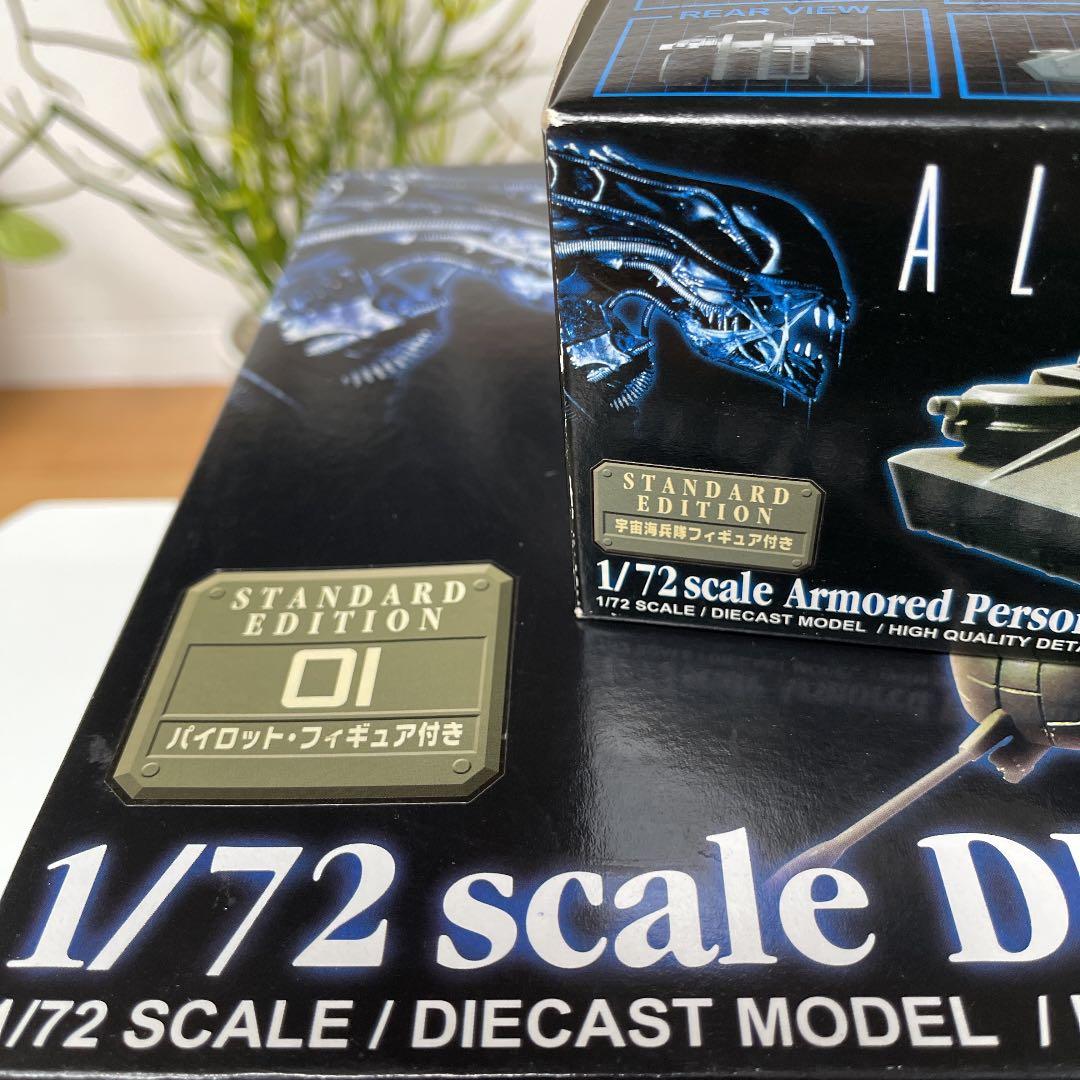 REAR VIEW
AL
STANDARD
EDITION
宇宙海兵隊フィギュア付き
1/72 scale Armored Person
1/72 SCALE / DIECAST MODEL / HIGH QUALITY DETA
STANDARD
EDITION
01
パイロット・フィギュア付き
1/72 scale D
1/72 SCALE / DIECAST MODEL /